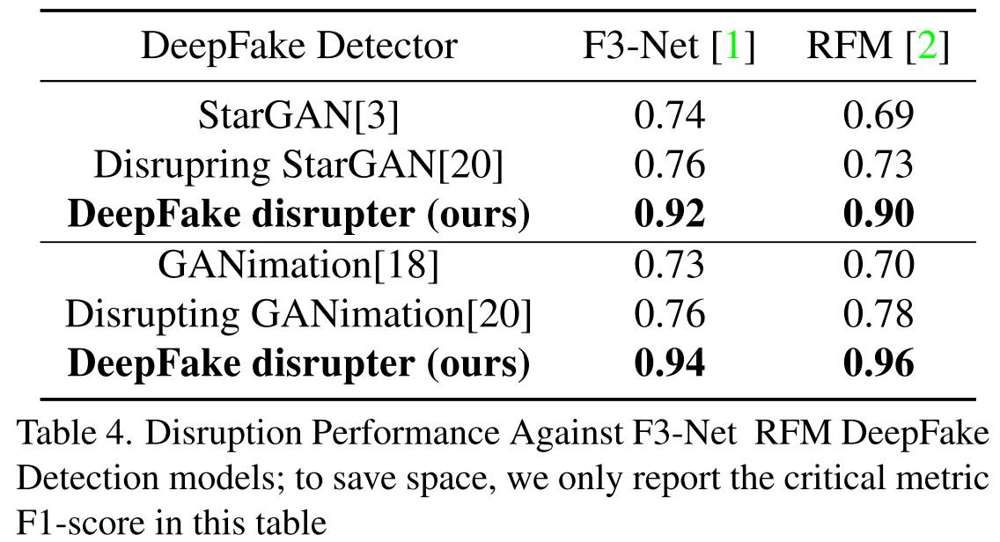 DeepFake Detector F3-Net [1] RFM [2]
StarGAN[3] 0.74 0.69
Disrupring StarGAN[20] 0.76 0.73
DeepFake disrupter (ours) 0.92 0.90
GANimation[18] 0.73 0.70
Disrupting GANimation[20] 0.76 0.78
DeepFake disrupter (ours) 0.94 0.96
Table 4. Disruption Performance Against F3-Net RFM DeepFake
Detection models; to save space, we only report the critical metric
F1-score in this table